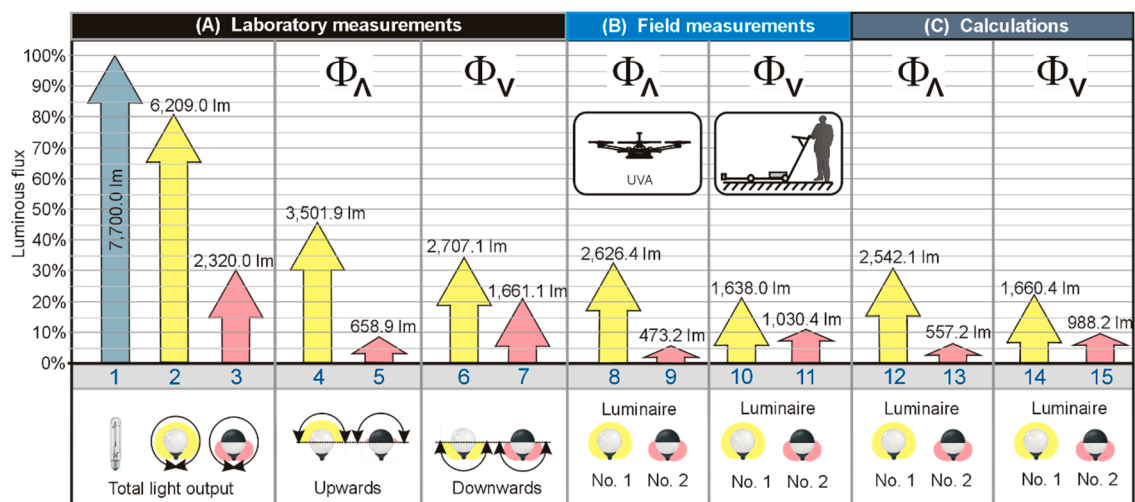 (A) Laboratory measurements
(B) Field measurements
(C) Calculations
Luminous flux
100%
90%
80%
70%
60%
50%
40%
30%
20%
10%
0%
Φ∧
Φ∨
Φ∧
Φ∨
Φ∧
Φ∨
7,700.0 lm
6,209.0 lm
2,320.0 lm
3,501.9 lm
658.9 lm
2,707.1 lm
1,661.1 lm
2,626.4 lm
473.2 lm
1,638.0 lm
1,030.4 lm
2,542.1 lm
557.2 lm
1,660.4 lm
988.2 lm
UVA
1 2 3 4 5 6 7 8 9 10 11 12 13 14 15
Total light output
Upwards
Downwards
Luminaire
No. 1 No. 2
Luminaire
No. 1 No. 2
Luminaire
No. 1 No. 2
Luminaire
No. 1 No. 2